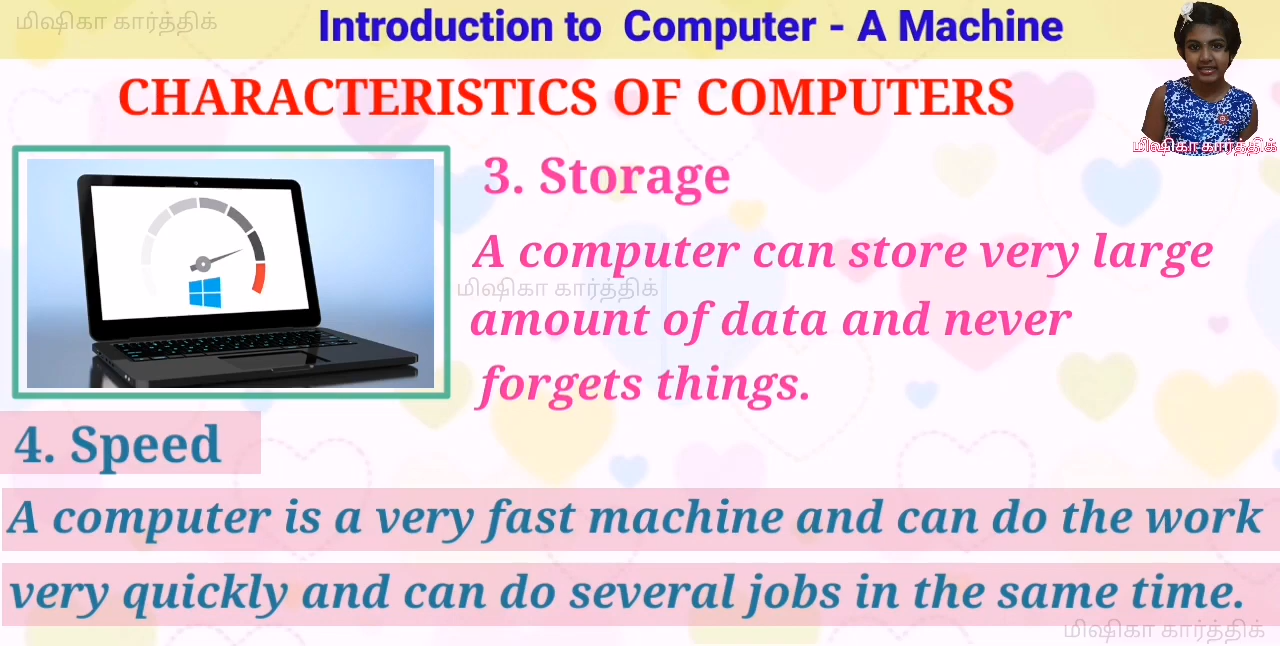 மிஷிகா கார்த்திக்
Introduction to Computer - A Machine
CHARACTERISTICS OF COMPUTERS
மிஷிகா கார்த்திக்
3. Storage
A computer can store very large
மிஷிகா கார்த்திக்
amount of data and never
forgets things.
4. Speed
A computer is a very fast machine and can do the work
very quickly and can do several jobs in the same time.
மிஷிகா கார்த்திக்